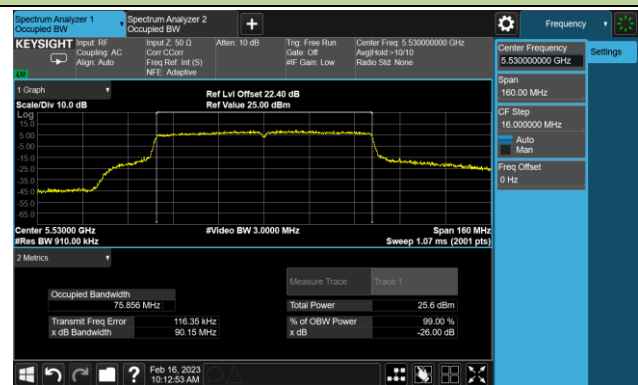 Spectrum Analyzer 1
Occupied BW
Spectrum Analyzer 2
Occupied BW
Frequency
KEYSIGHT
Input: RF
Coupling: AC
Align: Auto
Input Z: 50 Ω
Corr CCorr
Freq Ref: Int (S)
NFE: Adaptive
Atten: 10 dB
Trig: Free Run
Gate: Off
#IF Gain: Low
Center Freq: 5.530000000 GHz
Avg|Hold:>10/10
Radio Std: None
Center Frequency
5.530000000 GHz
Settings
Span
160.00 MHz
CF Step
16.000000 MHz
Auto
Man
Freq Offset
0 Hz
1 Graph
Scale/Div 10.0 dB
Ref Lvl Offset 22.40 dB
Ref Value 25.00 dBm
Log
15.0
5.00
-5.00
-15.0
-25.0
-35.0
-45.0
-55.0
-65.0
Center 5.53000 GHz
#Res BW 910.00 kHz
#Video BW 3.0000 MHz
Span 160 MHz
Sweep 1.07 ms (2001 pts)
2 Metrics
Measure Trace
Trace 1
Occupied Bandwidth
75.856 MHz
Total Power
25.6 dBm
Transmit Freq Error
116.35 kHz
% of OBW Power
99.00 %
x dB Bandwidth
90.15 MHz
x dB
-26.00 dB
?
Feb 16, 2023
10:12:53 AM